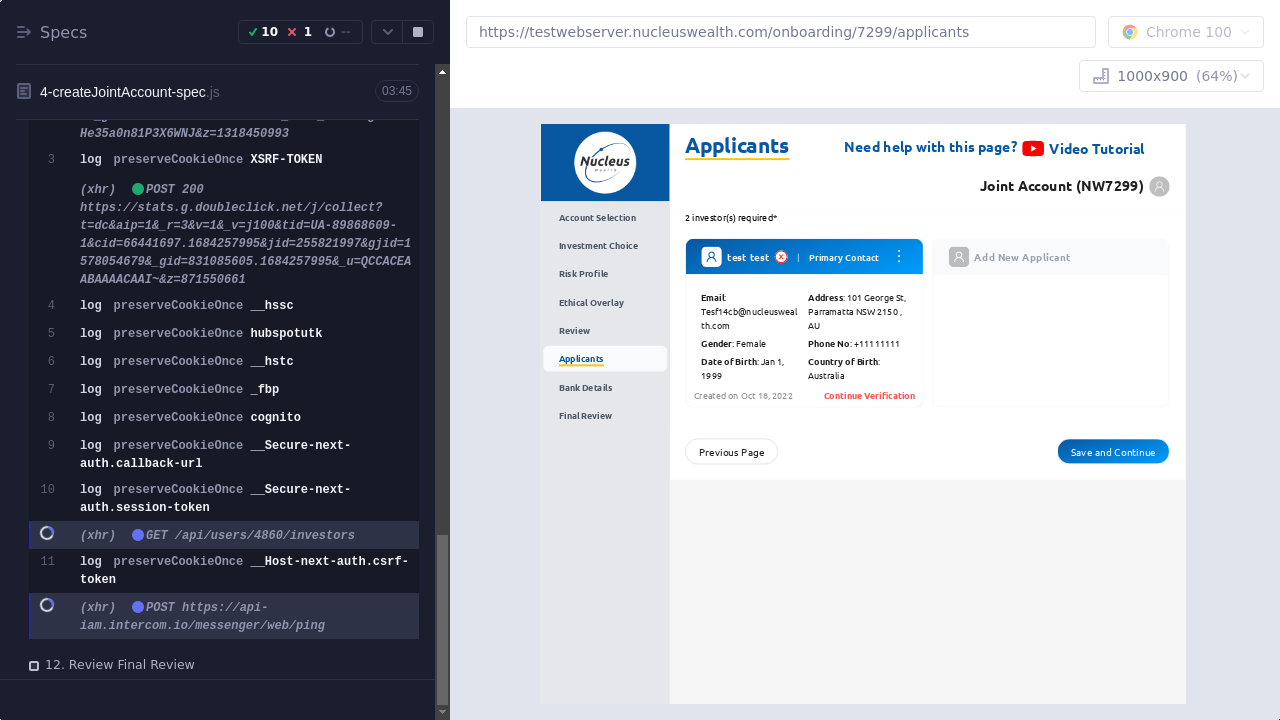 Specs
10
1
--
4-createJointAccount-spec.js
03:45
He35a0n81P3X6WNJ&z=1318450993
3 log preserveCookieOnce XSRF-TOKEN
(xhr) POST 200
https://stats.g.doubleclick.net/j/collect?
t=dc&aip=1&_r=3&v=1&_v=j100&tid=UA-89868609-
1&cid=66441697.1684257995&jid=255821997&gjid=1
078054679&_gid=831085605.1684257995&_u=QCCACEA
ABAAAACAAI~&z=871550661
4 log preserveCookieOnce __hssc
5 log preserveCookieOnce hubspotutk
6 log preserveCookieOnce __hstc
7 log preserveCookieOnce _fbp
8 log preserveCookieOnce cognito
9 log preserveCookieOnce __Secure-next-
auth.callback-url
10 log preserveCookieOnce __Secure-next-
auth.session-token
(xhr) GET /api/users/4860/investors
11 log preserveCookieOnce __Host-next-auth.csrf-
token
(xhr) POST https://api-
iam.intercom.io/messenger/web/ping
12. Review Final Review
https://testwebserver.nucleuswealth.com/onboarding/7299/applicants
Chrome 100
1000x900 (64%)
Nucleus
Wealth
Account Selection
Investment Choice
Risk Profile
Ethical Overlay
Review
Applicants
Bank Details
Final Review
Applicants
Need help with this page? Video Tutorial
Joint Account (NW7299)
2 investor(s) required*
test test | Primary Contact
Email:
Tesf14cb@nucleusweal
th.com
Gender: Female
Date of Birth: Jan 1,
1999
Address: 101 George St,
Parramatta NSW 2150 ,
AU
Phone No: +11111111
Country of Birth:
Australia
Created on Oct 18, 2022
Continue Verification
Add New Applicant
Previous Page
Save and Continue